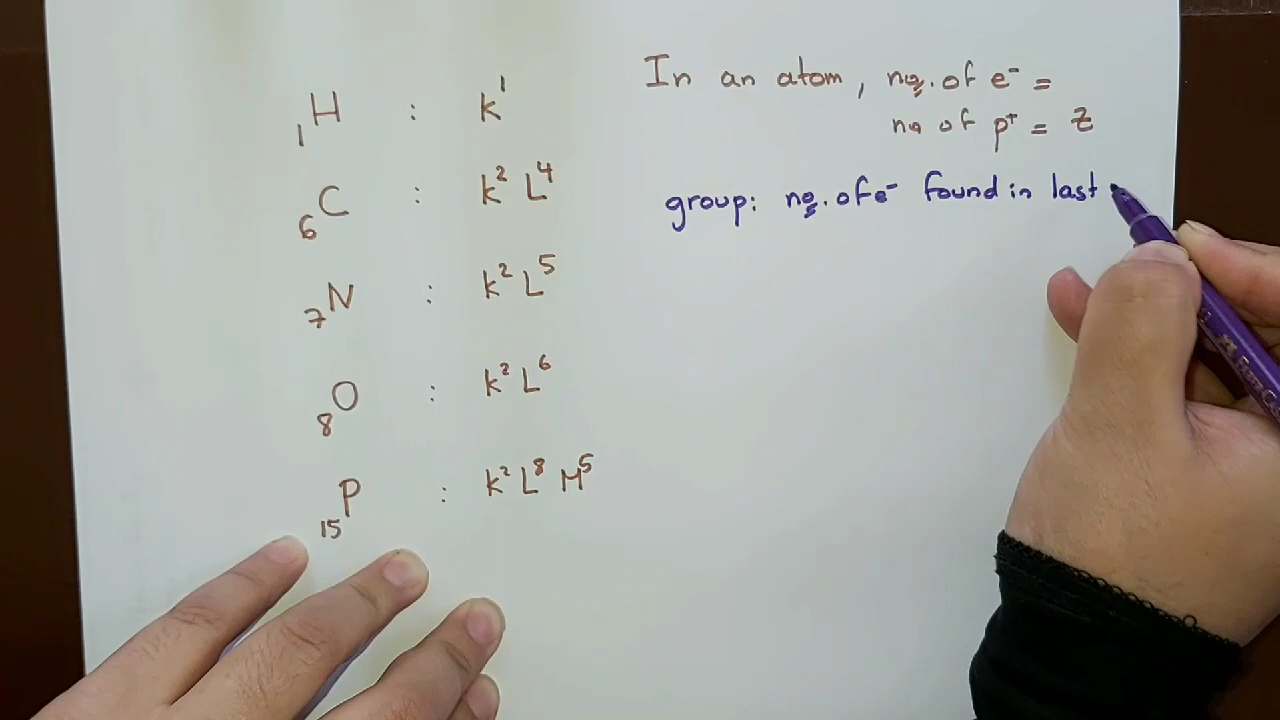 ₁H : K¹
₆C : K² L⁴
₇N : K² L⁵
₈O : K² L⁶
₁₅P : K² L⁸ M⁵
In an atom, no. of e⁻ =
no of p⁺ = Z
group: no. of e⁻ found in last